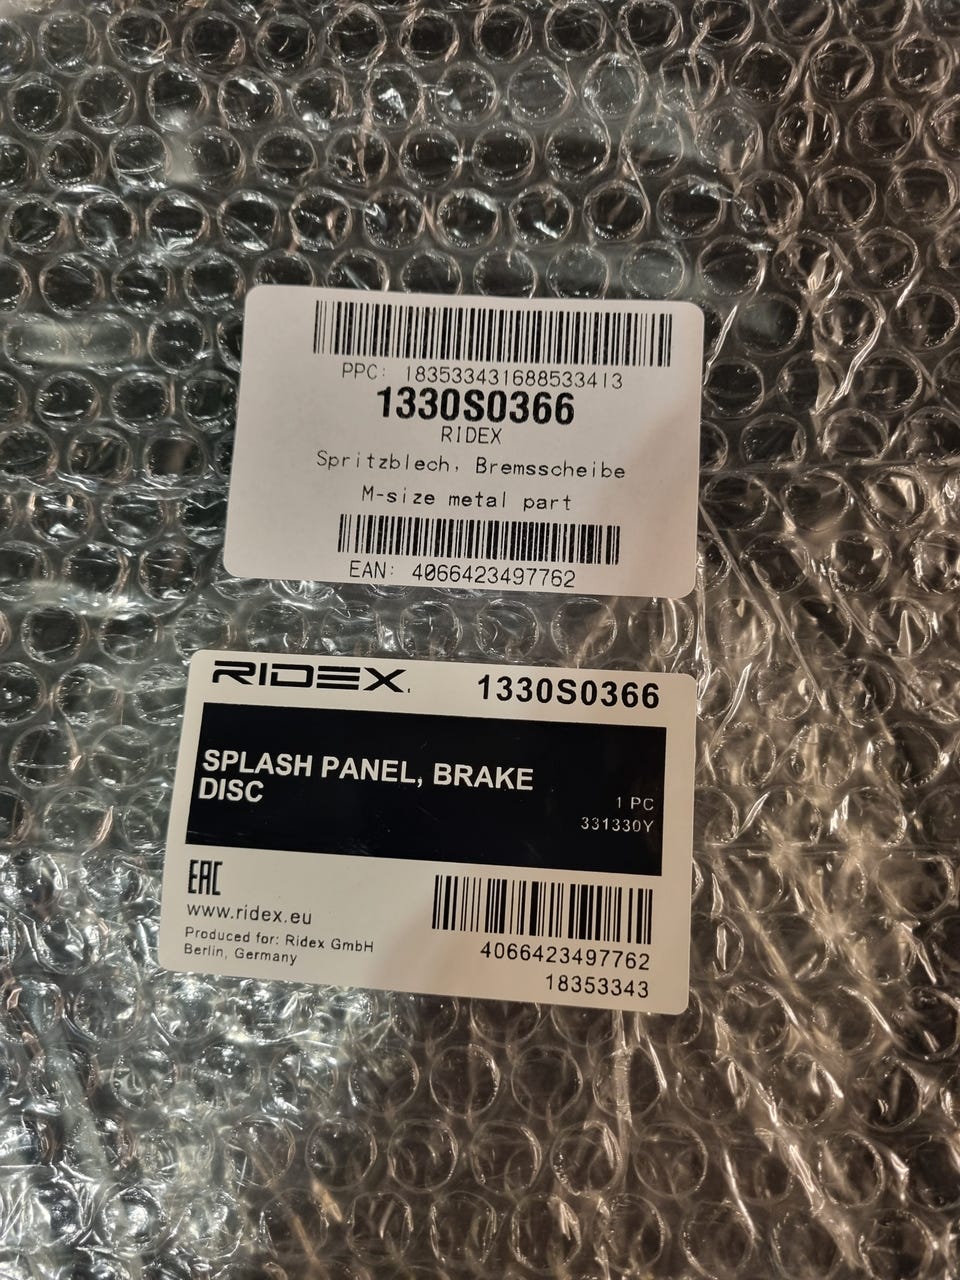 PPC: 183533431688533413
1330S0366
RIDEX
Spritzblech, Bremsscheibe
M-size metal part
EAN: 4066423497762
RIDEX 1330S0366
SPLASH PANEL, BRAKE
DISC
1 PC
331330Y
EAC
www.ridex.eu
Produced for: Ridex GmbH
Berlin, Germany
4066423497762
18353343